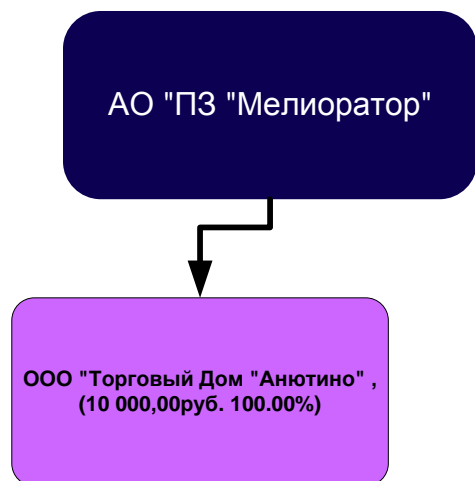 АО "ПЗ "Мелиоратор"
ООО "Торговый Дом "Анютино" ,
(10 000,00руб. 100.00%)